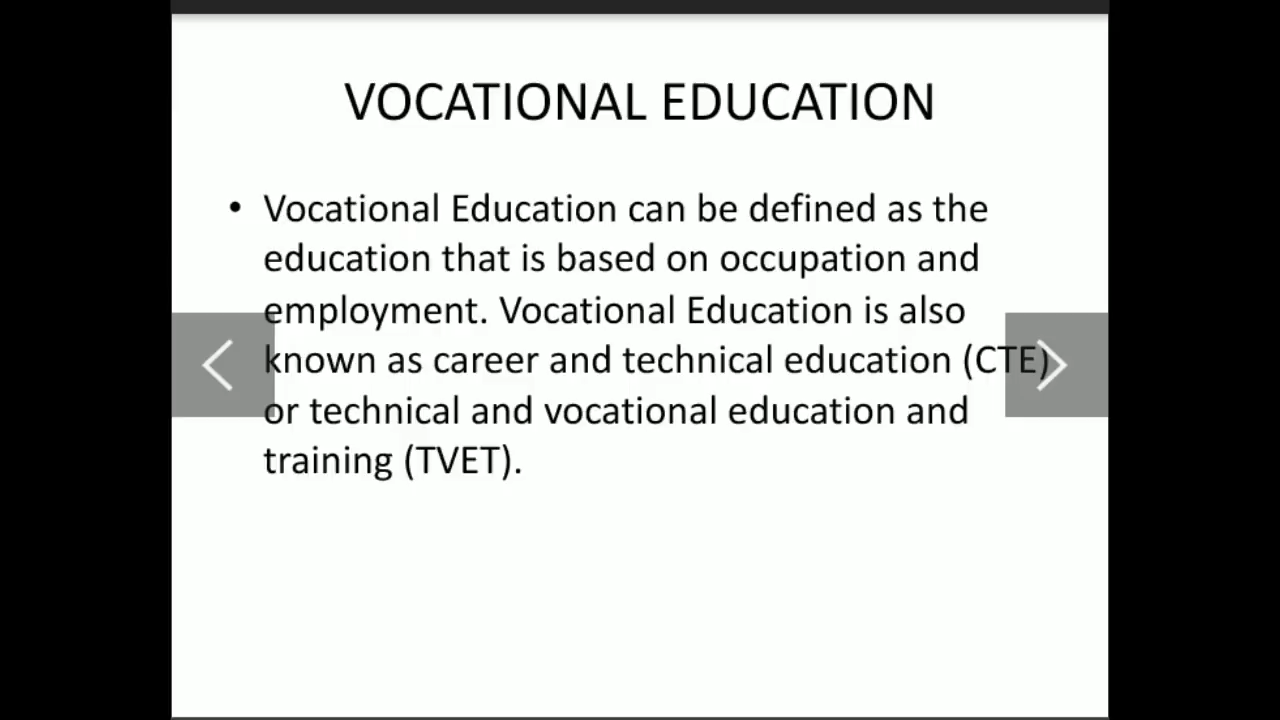 VOCATIONAL EDUCATION
• Vocational Education can be defined as the
education that is based on occupation and
employment. Vocational Education is also
known as career and technical education (CTE)
or technical and vocational education and
training (TVET).